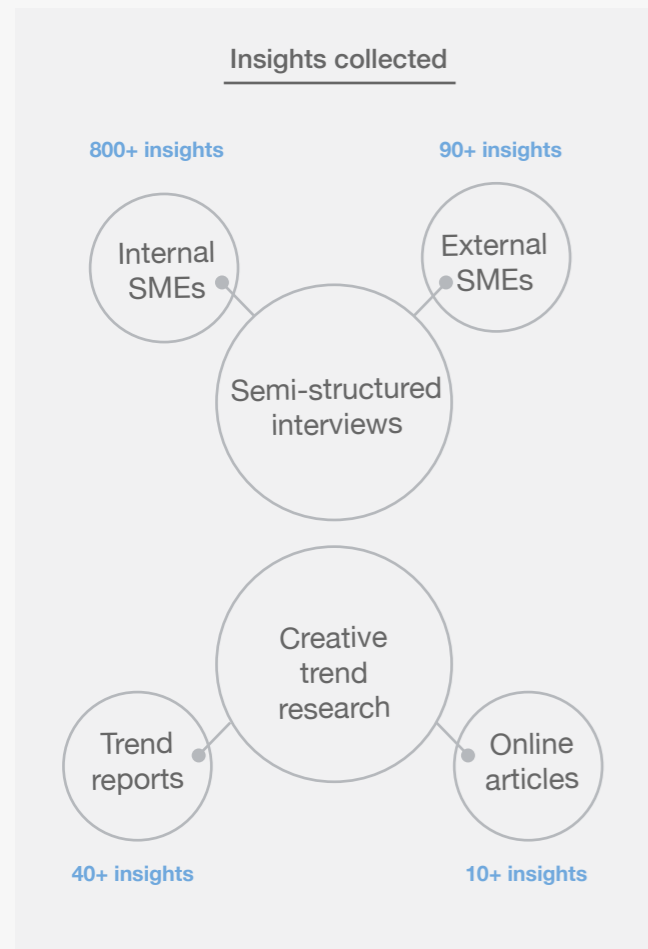 Insights collected
800+ insights
90+ insights
Internal
SMEs
External
SMEs
Semi-structured
interviews
Creative
trend
research
Trend
reports
Online
articles
40+ insights
10+ insights